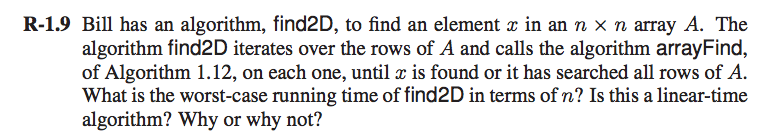 R-1.9 Bill has an algorithm, find2D, to find an element x in an n × n array A. The
algorithm find2D iterates over the rows of A and calls the algorithm arrayFind,
of Algorithm 1.12, on each one, until x is found or it has searched all rows of A.
What is the worst-case running time of find2D in terms of n? Is this a linear-time
algorithm? Why or why not?